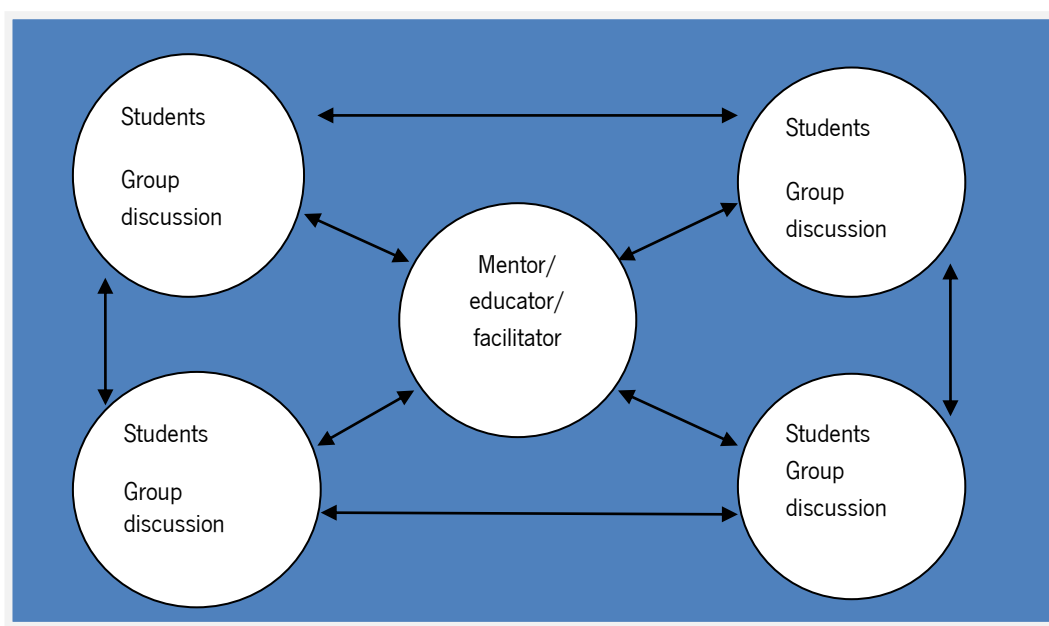 Students
Group
discussion
Students
Group
discussion
Mentor/
educator/
facilitator
Students
Group
discussion
Students
Group
discussion